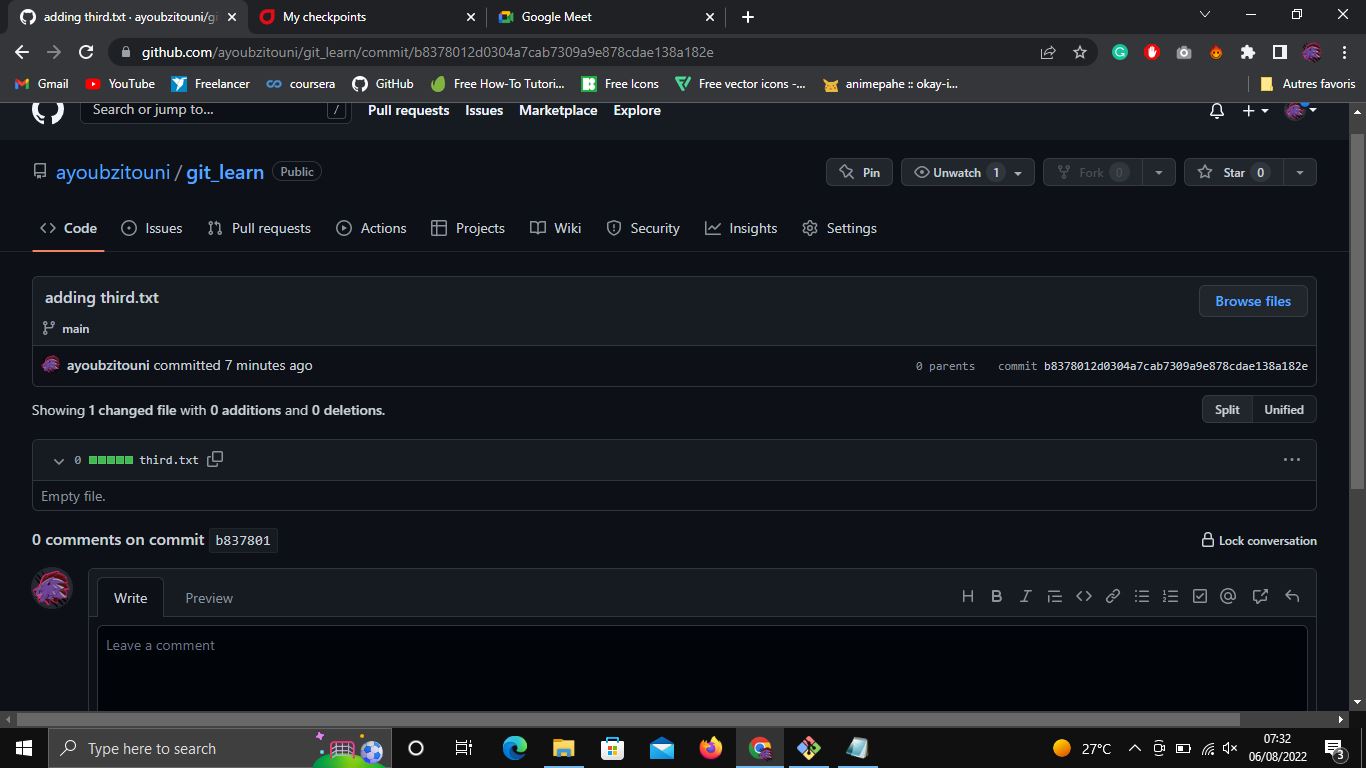 adding third.txt · ayoubzitouni/gi
My checkpoints
Google Meet
github.com/ayoubzitouni/git_learn/commit/b8378012d0304a7cab7309a9e878cdae138a182e
Gmail YouTube Freelancer coursera GitHub Free How-To Tutori... Free Icons Free vector icons -... animepahe :: okay-i... Autres favoris
Search or jump to... / Pull requests Issues Marketplace Explore
ayoubzitouni / git_learn Public Pin Unwatch 1 Fork 0 Star 0
Code Issues Pull requests Actions Projects Wiki Security Insights Settings
adding third.txt
Browse files
main
ayoubzitouni committed 7 minutes ago 0 parents commit b8378012d0304a7cab7309a9e878cdae138a182e
Showing 1 changed file with 0 additions and 0 deletions. Split Unified
0 third.txt
Empty file.
0 comments on commit b837801 Lock conversation
Write Preview
Leave a comment
Type here to search 27°C 07:32
06/08/2022
3